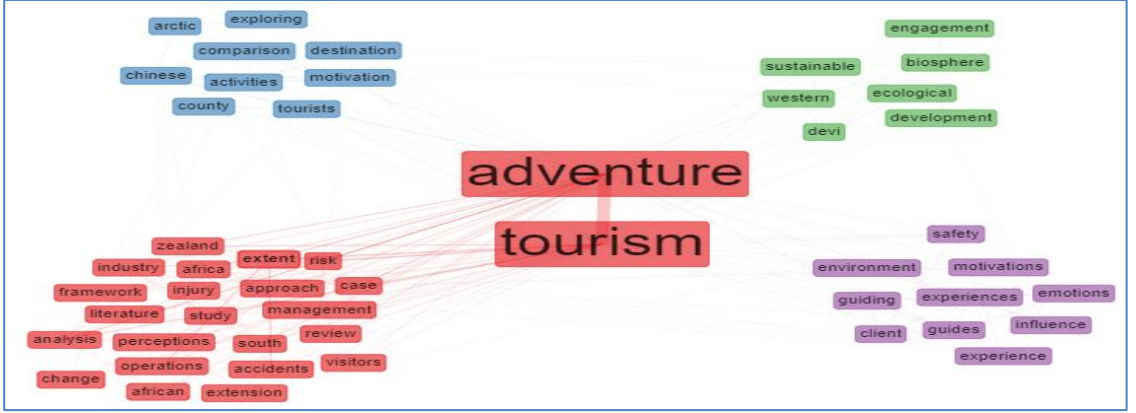 arctic
exploring
comparison
destination
chinese
activities
motivation
county
tourists
engagement
sustainable
biosphere
western
ecological
devi
development
adventure
tourism
zealand
industry
africa
extent
risk
framework
injury
approach
case
literature
study
management
analysis
perceptions
south
review
operations
accidents
visitors
change
african
extension
safety
environment
motivations
guiding
experiences
emotions
client
guides
influence
experience